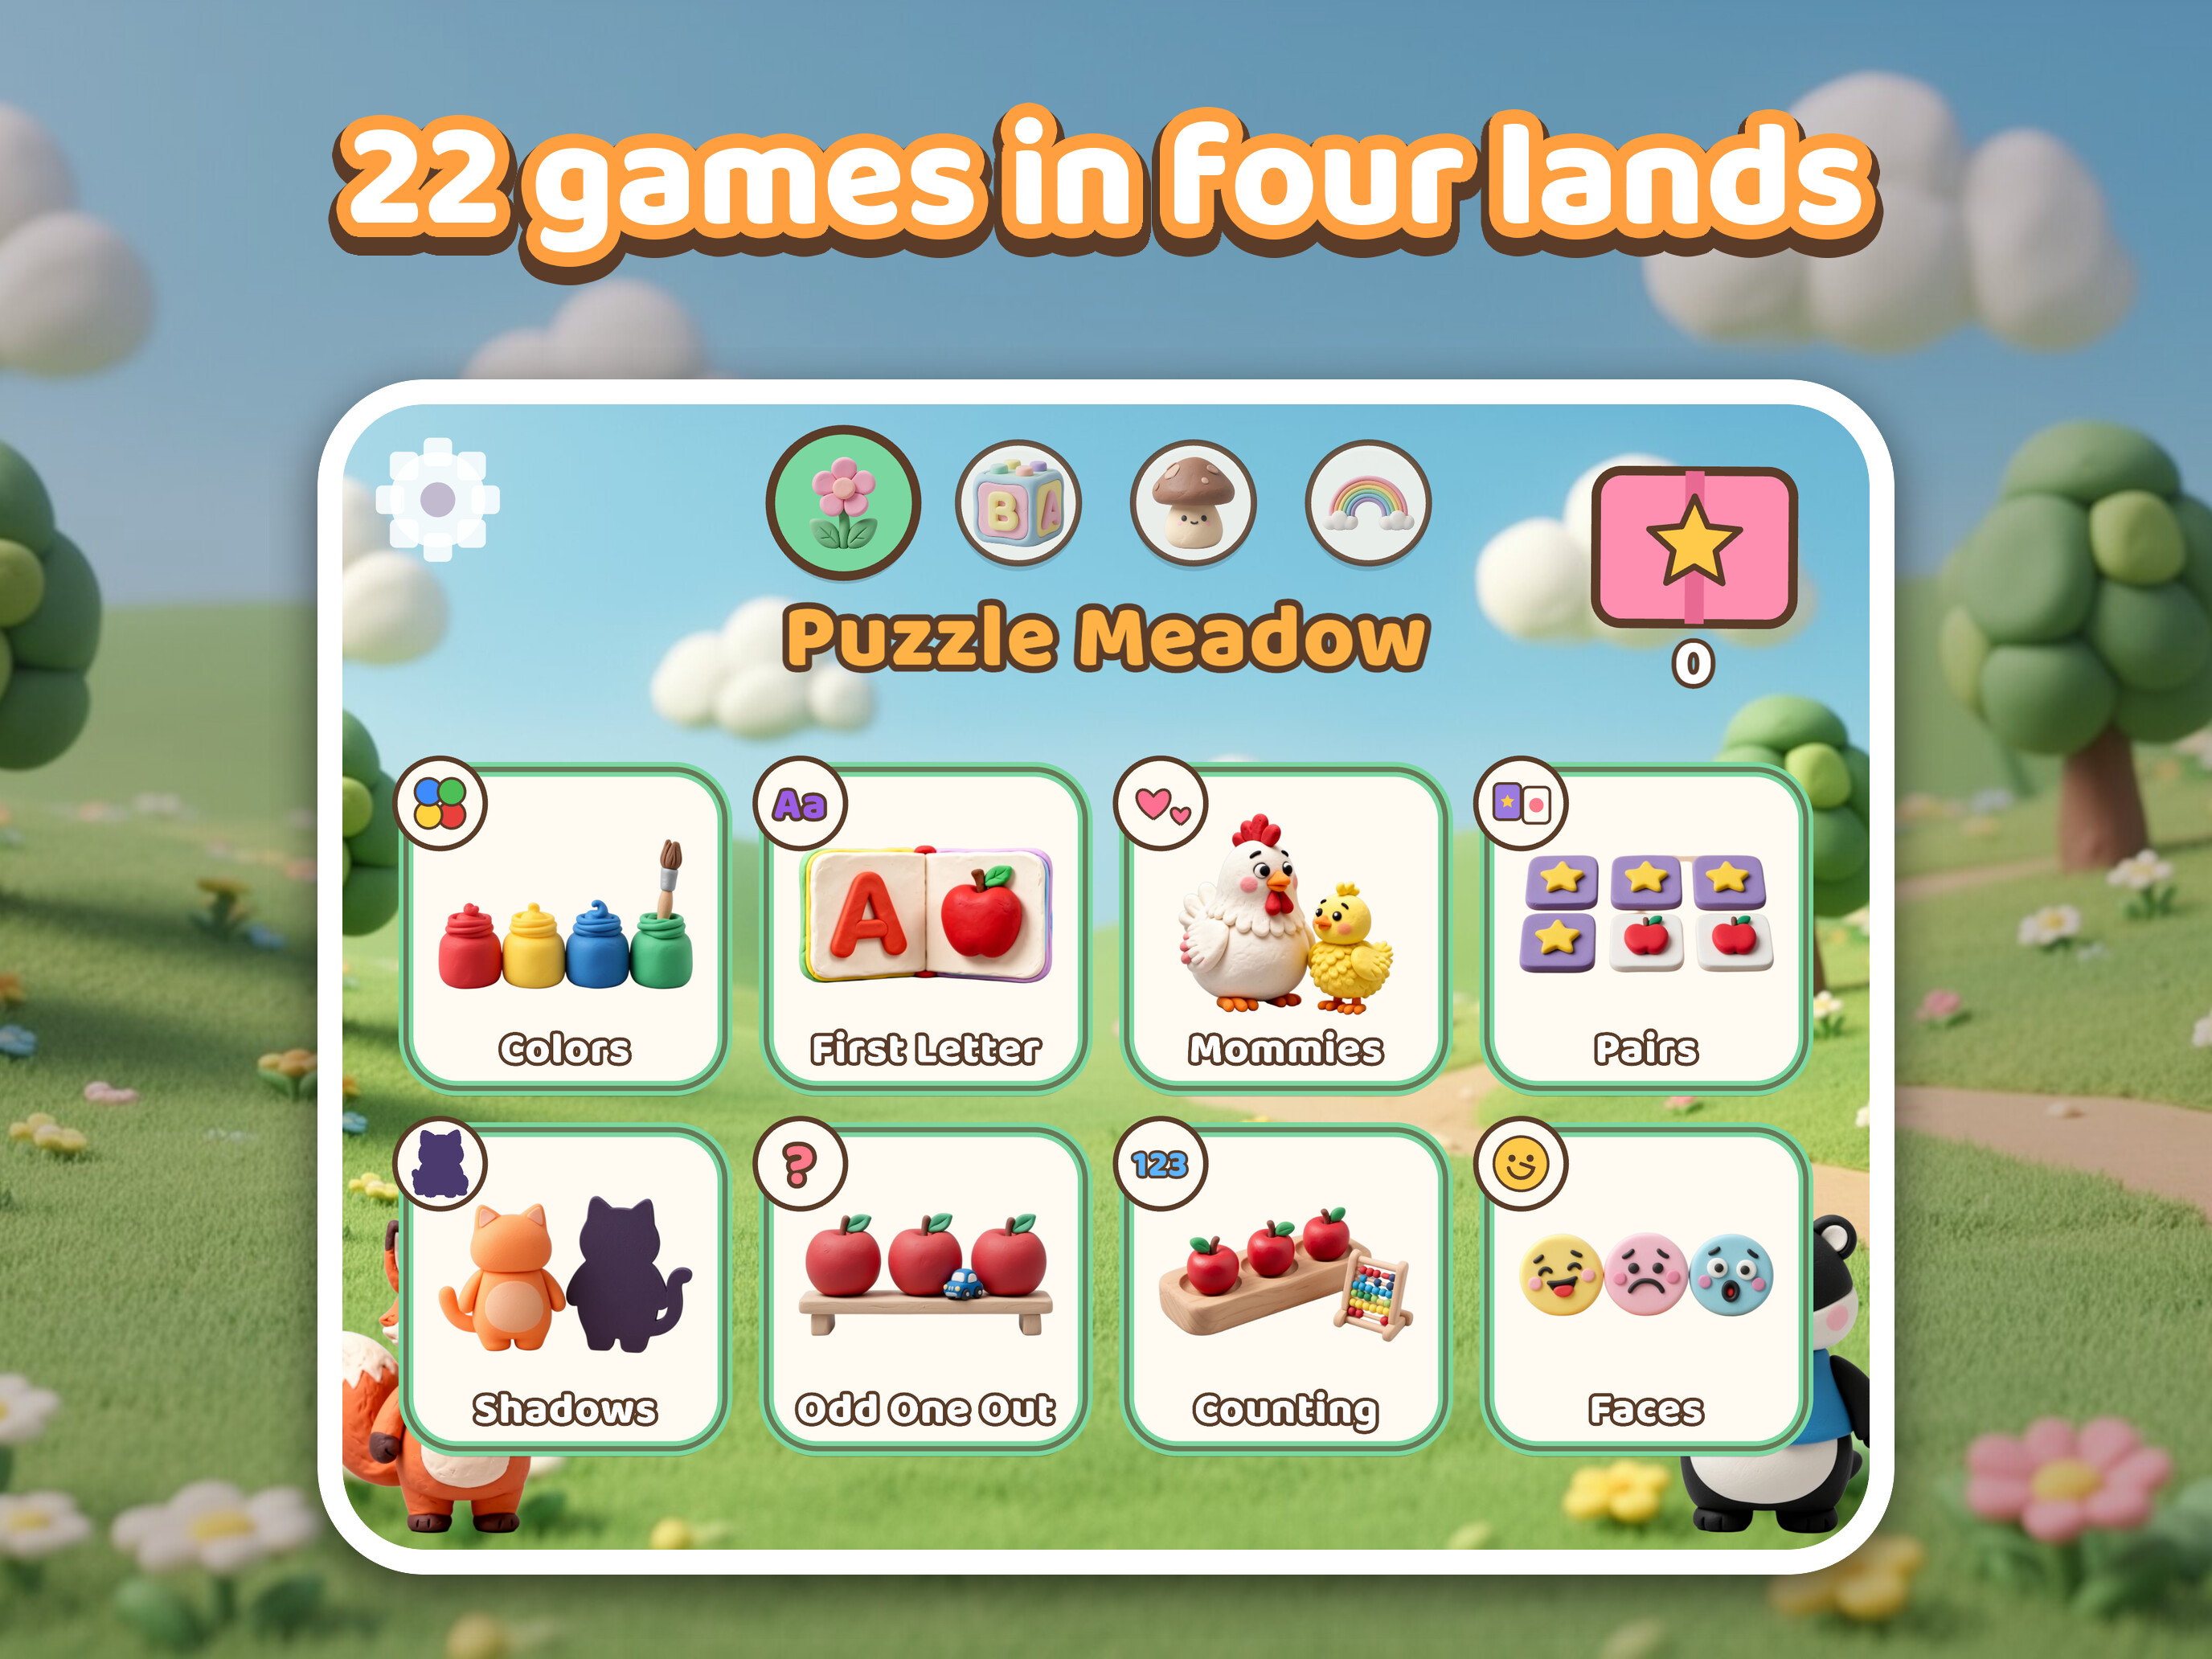 22 games in four lands
B A
Puzzle Meadow
0
Aa
A
Colors
First Letter
Mommies
Pairs
?
123
Shadows
Odd One Out
Counting
Faces